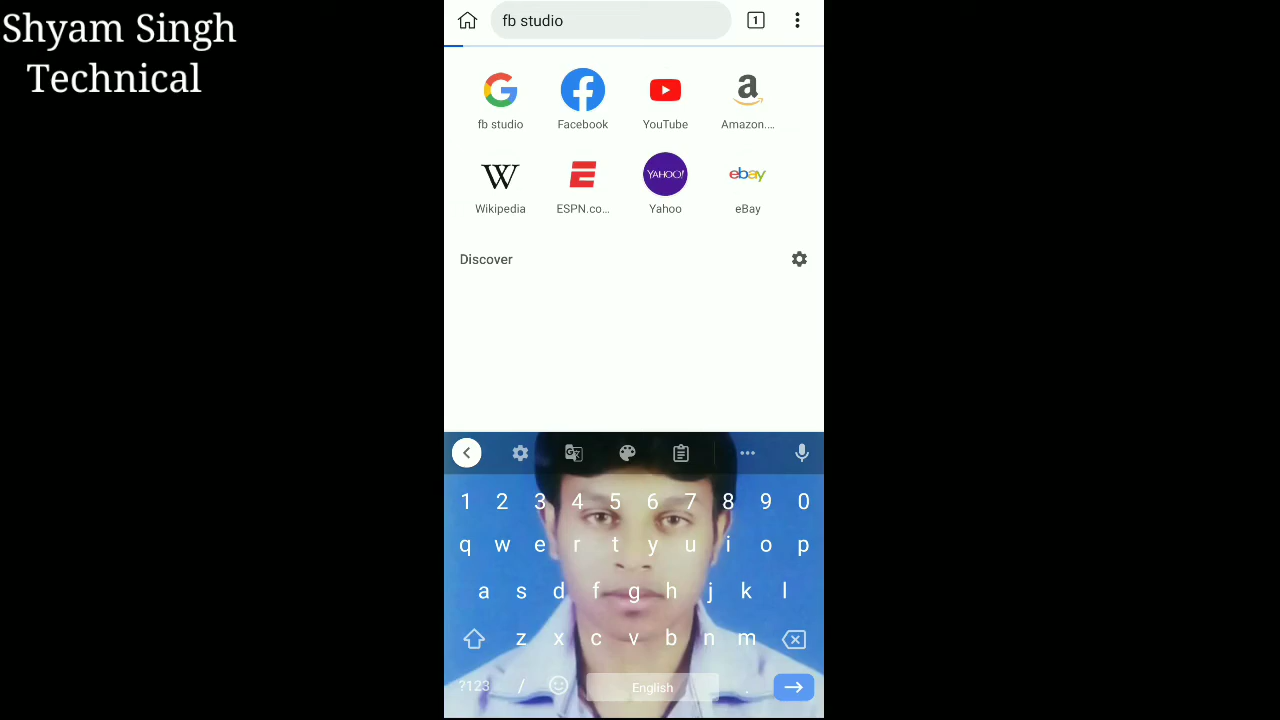 Shyam Singh
Technical
fb studio
1
fb studio Facebook YouTube Amazon....
W YAHOO! ebay
Wikipedia ESPN.co... Yahoo eBay
Discover
1 2 3 4 5 6 7 8 9 0
q w e r t y u i o p
a s d f g h j k l
z x c v b n m
?123 / English .